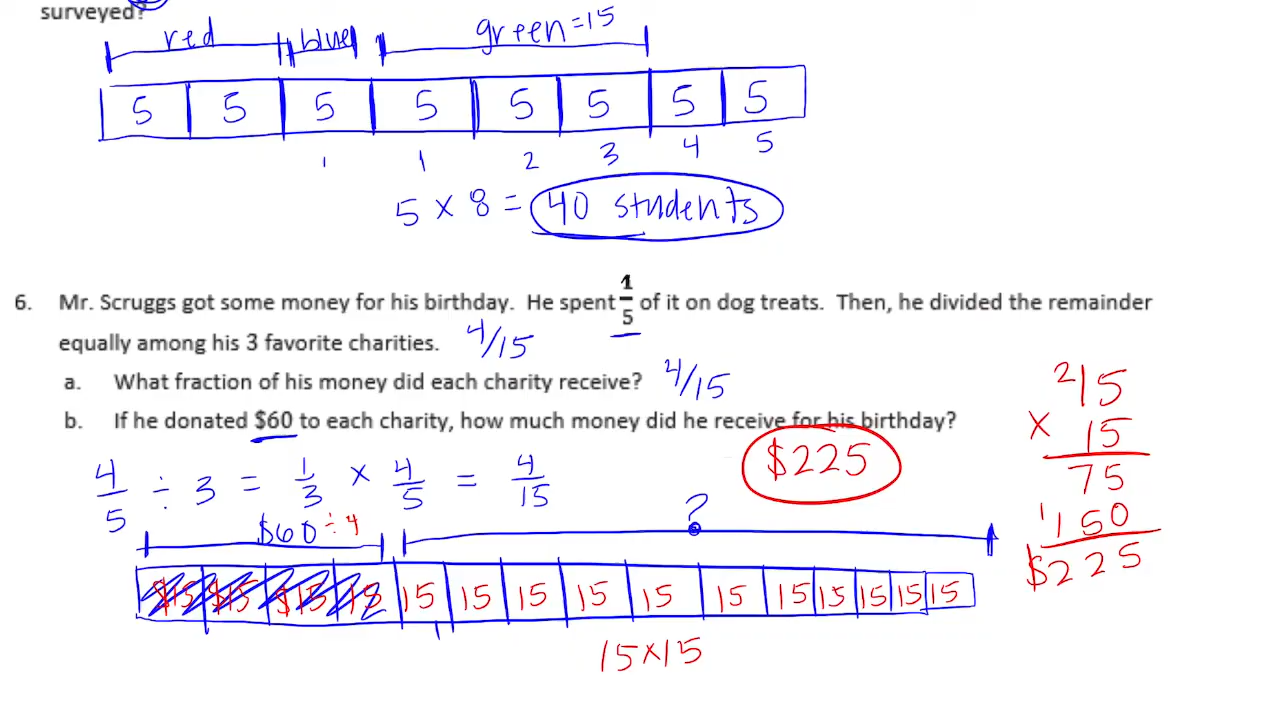 surveyed?
red blue green=15
5 5 5 5 5 5 5 5
1 1 2 3 4 5
5 × 8 = 40 students
6. Mr. Scruggs got some money for his birthday. He spent 1/5 of it on dog treats. Then, he divided the remainder
equally among his 3 favorite charities. 4/15
a. What fraction of his money did each charity receive? 4/15
b. If he donated $60 to each charity, how much money did he receive for his birthday?
$225
4/5 ÷ 3 = 1/3 × 4/5 = 4/15
$60 ÷ 4 ?
$15 $15 $15 15 15 15 15 15 15 15 15 15 15 15 15
15×15
2 15
× 15
75
1 150
$225